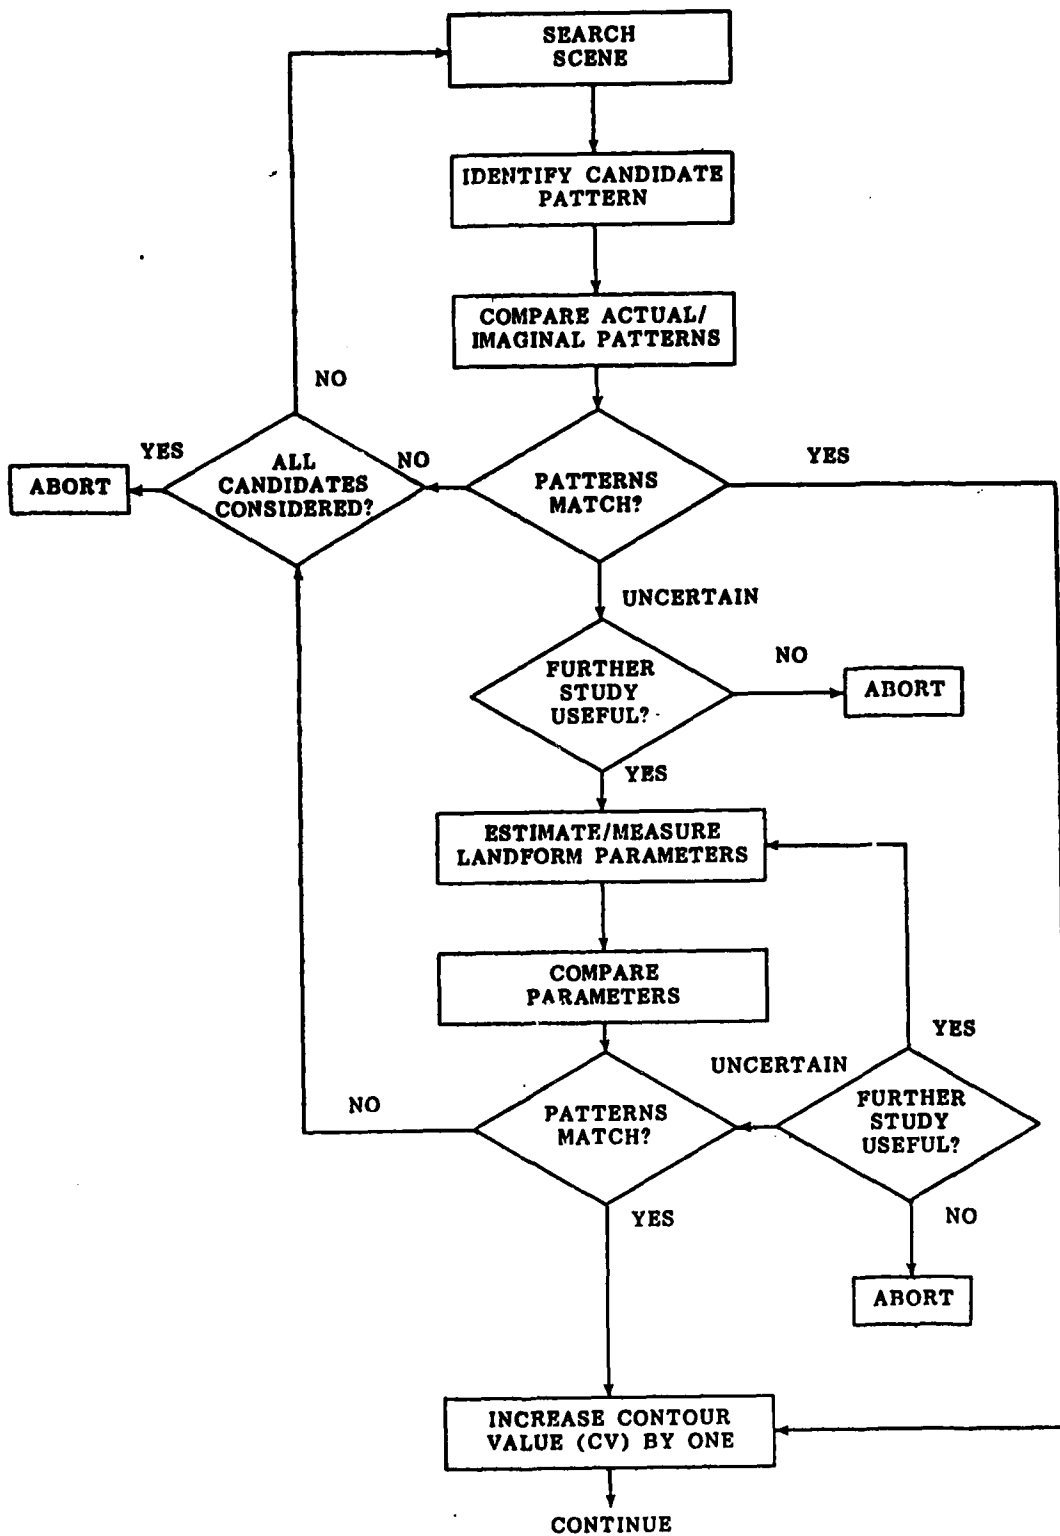 SEARCH
SCENE
IDENTIFY CANDIDATE
PATTERN
COMPARE ACTUAL/
IMAGINAL PATTERNS
NO
YES
ABORT
ALL
CANDIDATES
CONSIDERED?
NO
PATTERNS
MATCH?
YES
UNCERTAIN
FURTHER
STUDY
USEFUL?
NO
ABORT
YES
ESTIMATE/MEASURE
LANDFORM PARAMETERS
COMPARE
PARAMETERS
YES
UNCERTAIN
NO
PATTERNS
MATCH?
FURTHER
STUDY
USEFUL?
YES
NO
ABORT
INCREASE CONTOUR
VALUE (CV) BY ONE
CONTINUE